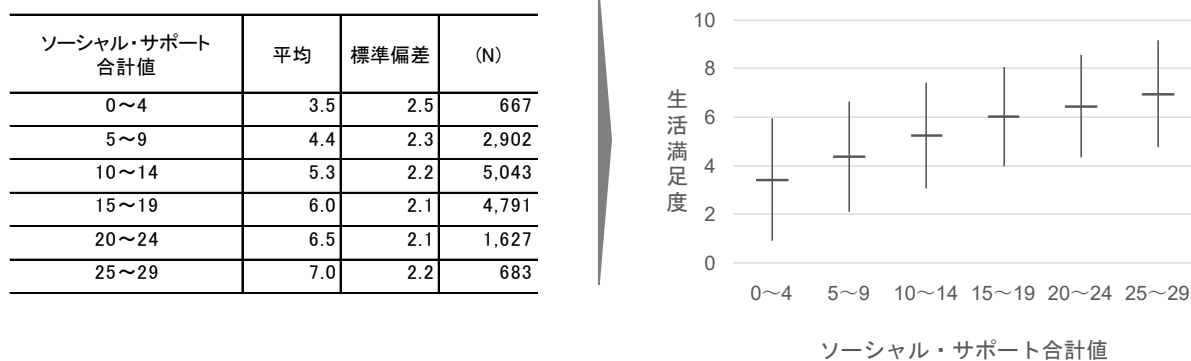 ソーシャル・サポート
合計値
平均
標準偏差
(N)
0～4 3.5 2.5 667
5～9 4.4 2.3 2,902
10～14 5.3 2.2 5,043
15～19 6.0 2.1 4,791
20～24 6.5 2.1 1,627
25～29 7.0 2.2 683
生活満足度
10
8
6
4
2
0
0～4 5～9 10～14 15～19 20～24 25～29
ソーシャル・サポート合計値